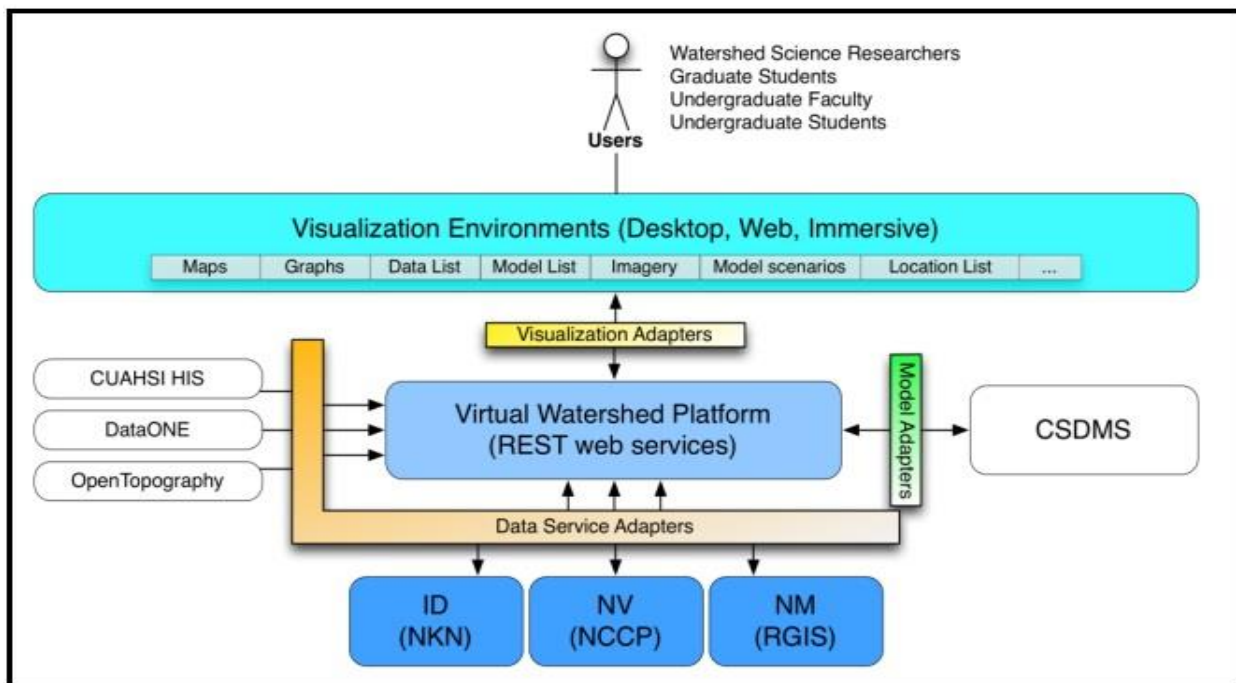 Watershed Science Researchers
Graduate Students
Undergraduate Faculty
Undergraduate Students
Users
Visualization Environments (Desktop, Web, Immersive)
Maps
Graphs
Data List
Model List
Imagery
Model scenarios
Location List
...
Visualization Adapters
CUAHSI HIS
DataONE
OpenTopography
Virtual Watershed Platform
(REST web services)
Model Adapters
CSDMS
Data Service Adapters
ID
(NKN)
NV
(NCCP)
NM
(RGIS)